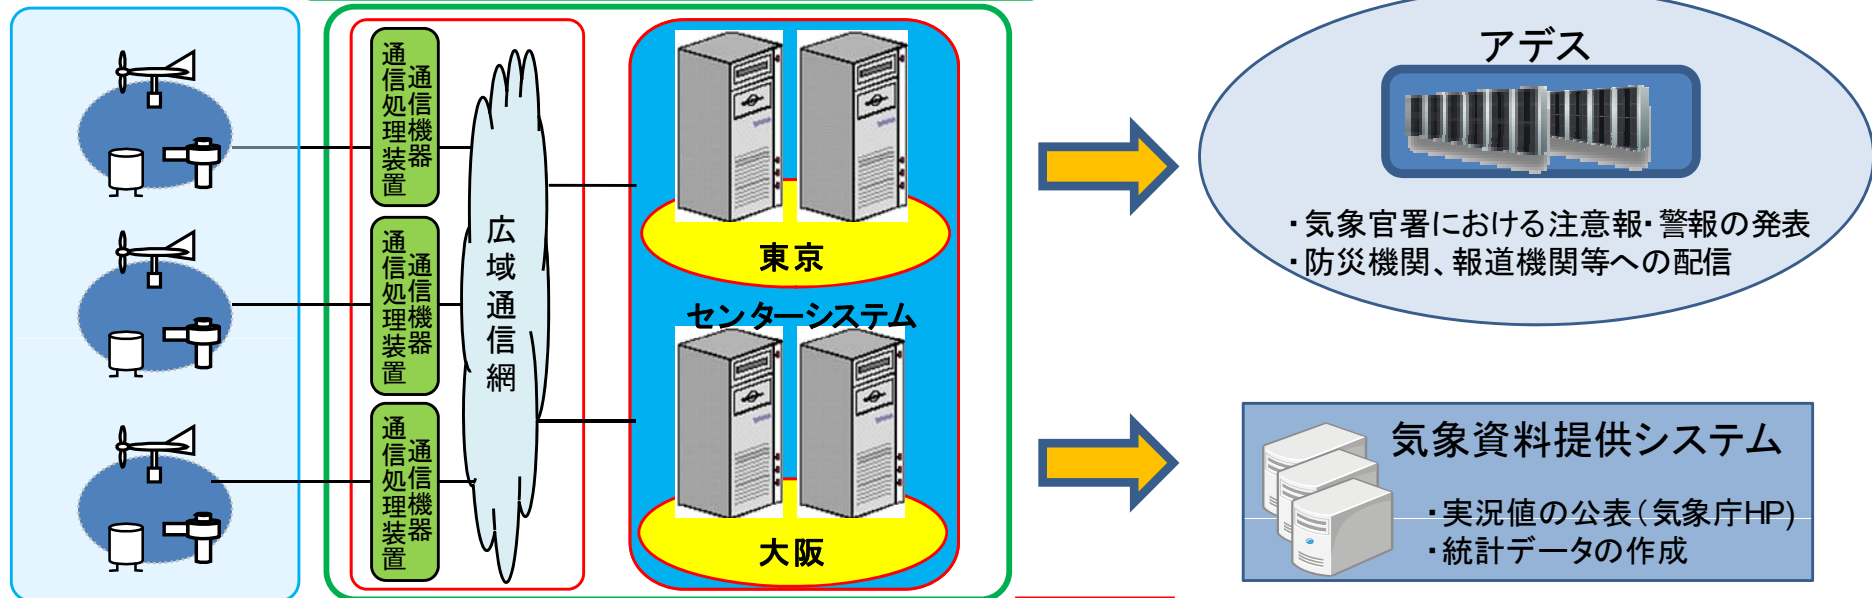 通信機器
通信処理装置
通信機器
通信処理装置
通信機器
通信処理装置
広域通信網
東京
センターシステム
大阪
アデス
・気象官署における注意報・警報の発表
・防災機関、報道機関等への配信
気象資料提供システム
・実況値の公表（気象庁HP)
・統計データの作成